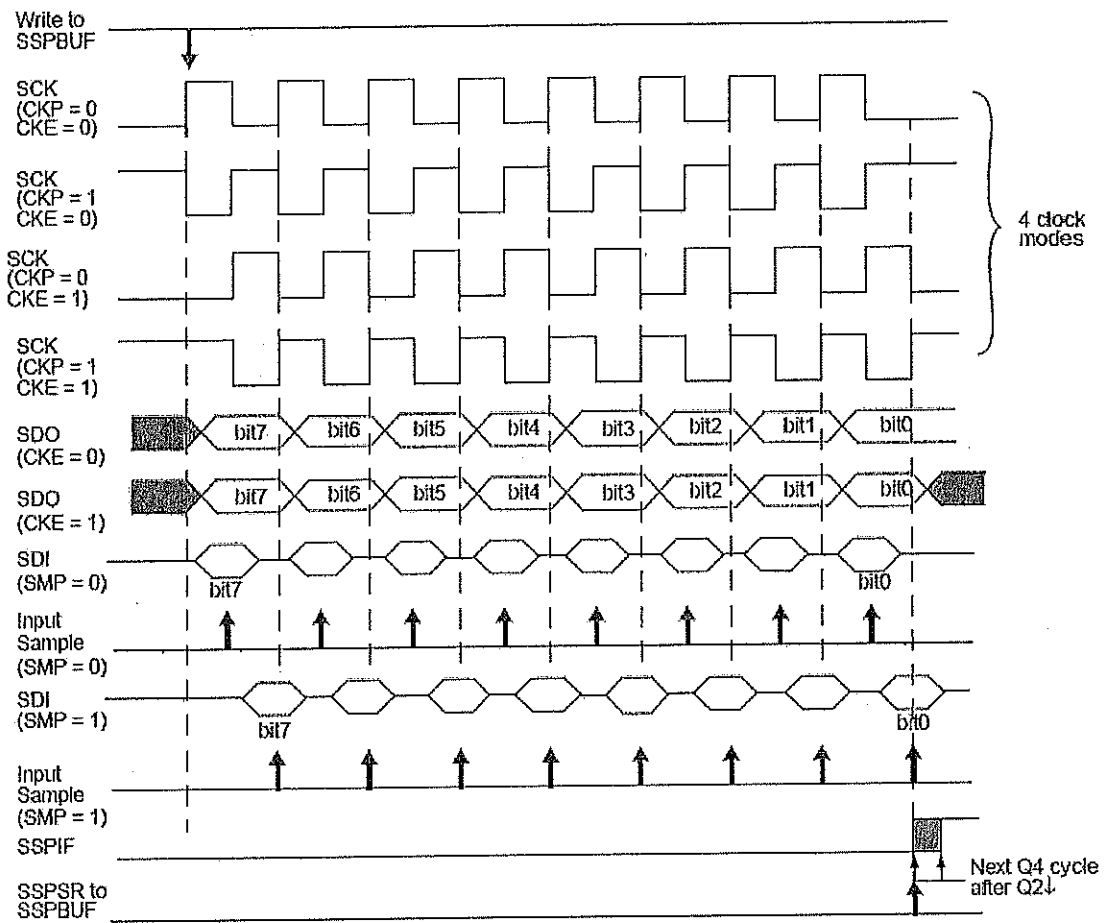 Write to
SSPBUF
SCK
(CKP = 0
CKE = 0)
SCK
(CKP = 1
CKE = 0)
SCK
(CKP = 0
CKE = 1)
SCK
(CKP = 1
CKE = 1)
4 clock
modes
SDO
(CKE = 0)
bit7 bit6 bit5 bit4 bit3 bit2 bit1 bit0
SDO
(CKE = 1)
bit7 bit6 bit5 bit4 bit3 bit2 bit1 bit0
SDI
(SMP = 0)
bit7 bit0
Input
Sample
(SMP = 0)
SDI
(SMP = 1)
bit7 bit0
Input
Sample
(SMP = 1)
SSPIF
Next Q4 cycle
after Q2↓
SSPSR to
SSPBUF